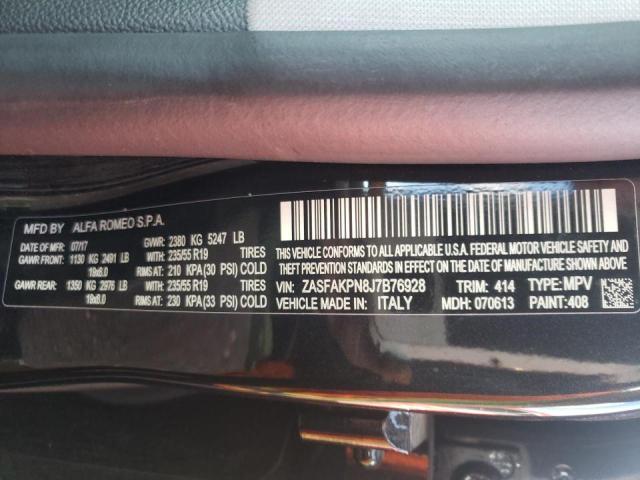 MFD BY ALFA ROMEO S.P.A.
DATE OF MFR: 07/17 GVWR: 2380 KG 5247 LB
GAWR FRONT: 1130 KG 2491 LB 235/55 R19 TIRES
19x8.0 RIMS AT 210 KPA(30 PSI) COLD
GAWR REAR: 1350 KG 2976 LB 235/55 R19 TIRES
19x8.0 RIMS AT 230 KPA(33 PSI) COLD
THIS VEHICLE CONFORMS TO ALL APPLICABLE U.S.A. FEDERAL MOTOR VEHICLE SAFETY
AND THEFT PREVENTION STANDARDS IN EFFECT ON THE DATE OF MANUFACTURE SHOWN ABOVE.
VIN: ZASFAKPN8J7B76928 TRIM: 414 TYPE: MPV
VEHICLE MADE IN: ITALY MDH: 070613 PAINT: 408